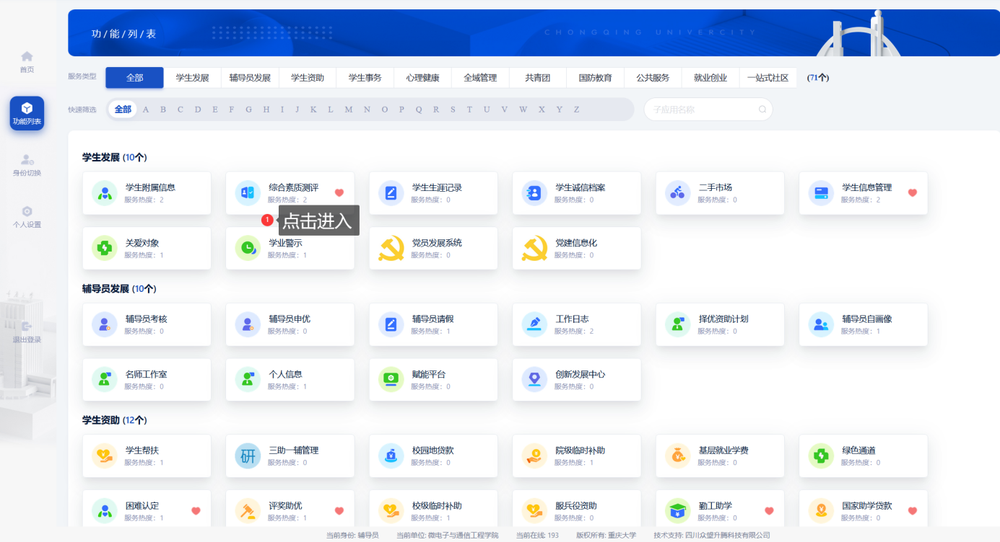 功/能/列/表
CHONGQING UNIVERCITY
首页
功能列表
身份切换
个人设置
退出登录
服务类型 全部 学生发展 辅导员发展 学生资助 学生事务 心理健康 全域管理 共青团 国防教育 公共服务 就业创业 一站式社区 (71个)
快速筛选 全部 A B C D E F G H I J K L M N O P Q R S T U V W X Y Z 子应用名称
学生发展 (10个)
学生附属信息 综合素质测评 学生生涯记录 学生诚信档案 二手市场 学生信息管理
服务热度：2 服务热度：2 服务热度：0 服务热度：0 服务热度：0 服务热度：2
1 点击进入
关爱对象 学业警示 党员发展系统 党建信息化
服务热度：1 服务热度：1 服务热度：0 服务热度：0
辅导员发展 (10个)
辅导员考核 辅导员申优 辅导员请假 工作日志 择优资助计划 辅导员自画像
服务热度：0 服务热度：0 服务热度：1 服务热度：2 服务热度：0 服务热度：1
名师工作室 个人信息 赋能平台 创新发展中心
服务热度：0 服务热度：1 服务热度：0 服务热度：0
学生资助 (12个)
学生帮扶 研 三助一辅管理 校园地贷款 院级临时补助 基层就业学费 绿色通道
服务热度：1 服务热度：0 服务热度：0 服务热度：1 服务热度：0 服务热度：0
困难认定 评奖助优 校级临时补助 服兵役资助 勤工助学 国家助学贷款
服务热度：1 服务热度：1 服务热度：1 服务热度：0 服务热度：0 服务热度：0
当前身份: 辅导员 当前单位: 微电子与通信工程学院 当前在线: 193 版权所有: 重庆大学 技术支持: 四川众望升腾科技有限公司